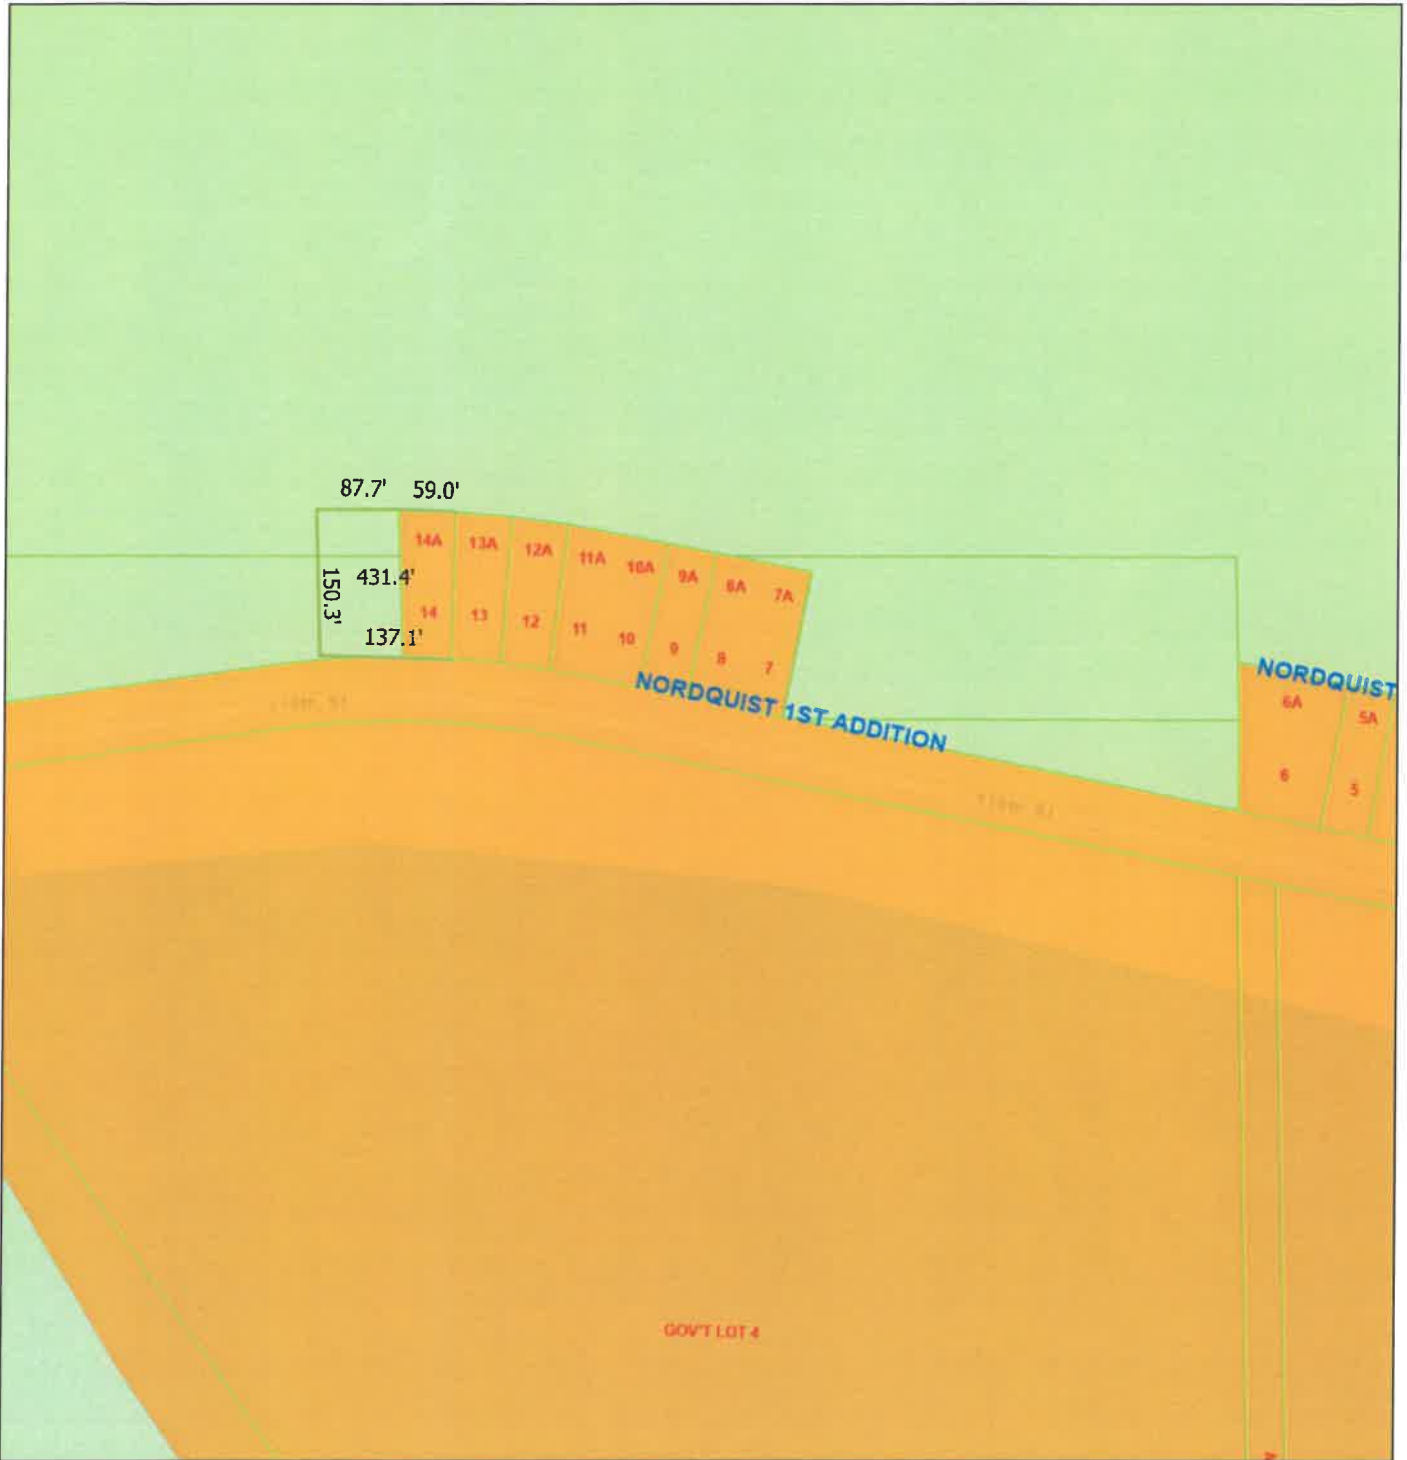 87.7' 59.0'
14A 13A 12A 11A 10A 9A 8A 7A
150.3'
431.4'
14 13 12 11 10 9 8 7
137.1'
NORDQUIST 1ST ADDITION
NORDQUIST
6A 5A
6 5
GOV'T LOT 4